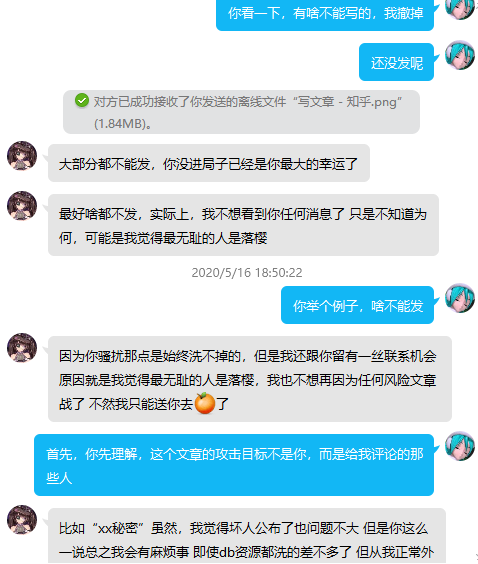 你看一下，有啥不能写的，我撤掉
还没发呢
对方已成功接收了你发送的离线文件“写文章 - 知乎.png”
(1.84MB)。
大部分都不能发，你没进局子已经是你最大的幸运了
最好啥都不发，实际上，我不想看到你任何消息了 只是不知道为
何，可能是我觉得最无耻的人是落樱
2020/5/16 18:50:22
你举个例子，啥不能发
因为你骚扰那点是始终洗不掉的，但是我还跟你留有一丝联系机会
原因就是我觉得最无耻的人是落樱，我也不想再因为任何风险文章
战了 不然我只能送你去🍊了
首先，你先理解，这个文章的攻击目标不是你，而是给我评论的那
些人
比如“xx秘密”虽然，我觉得坏人公布了也问题不大 但是你这么
一说总之我会有麻烦事 即使db资源都洗的差不多了 但从我正常外